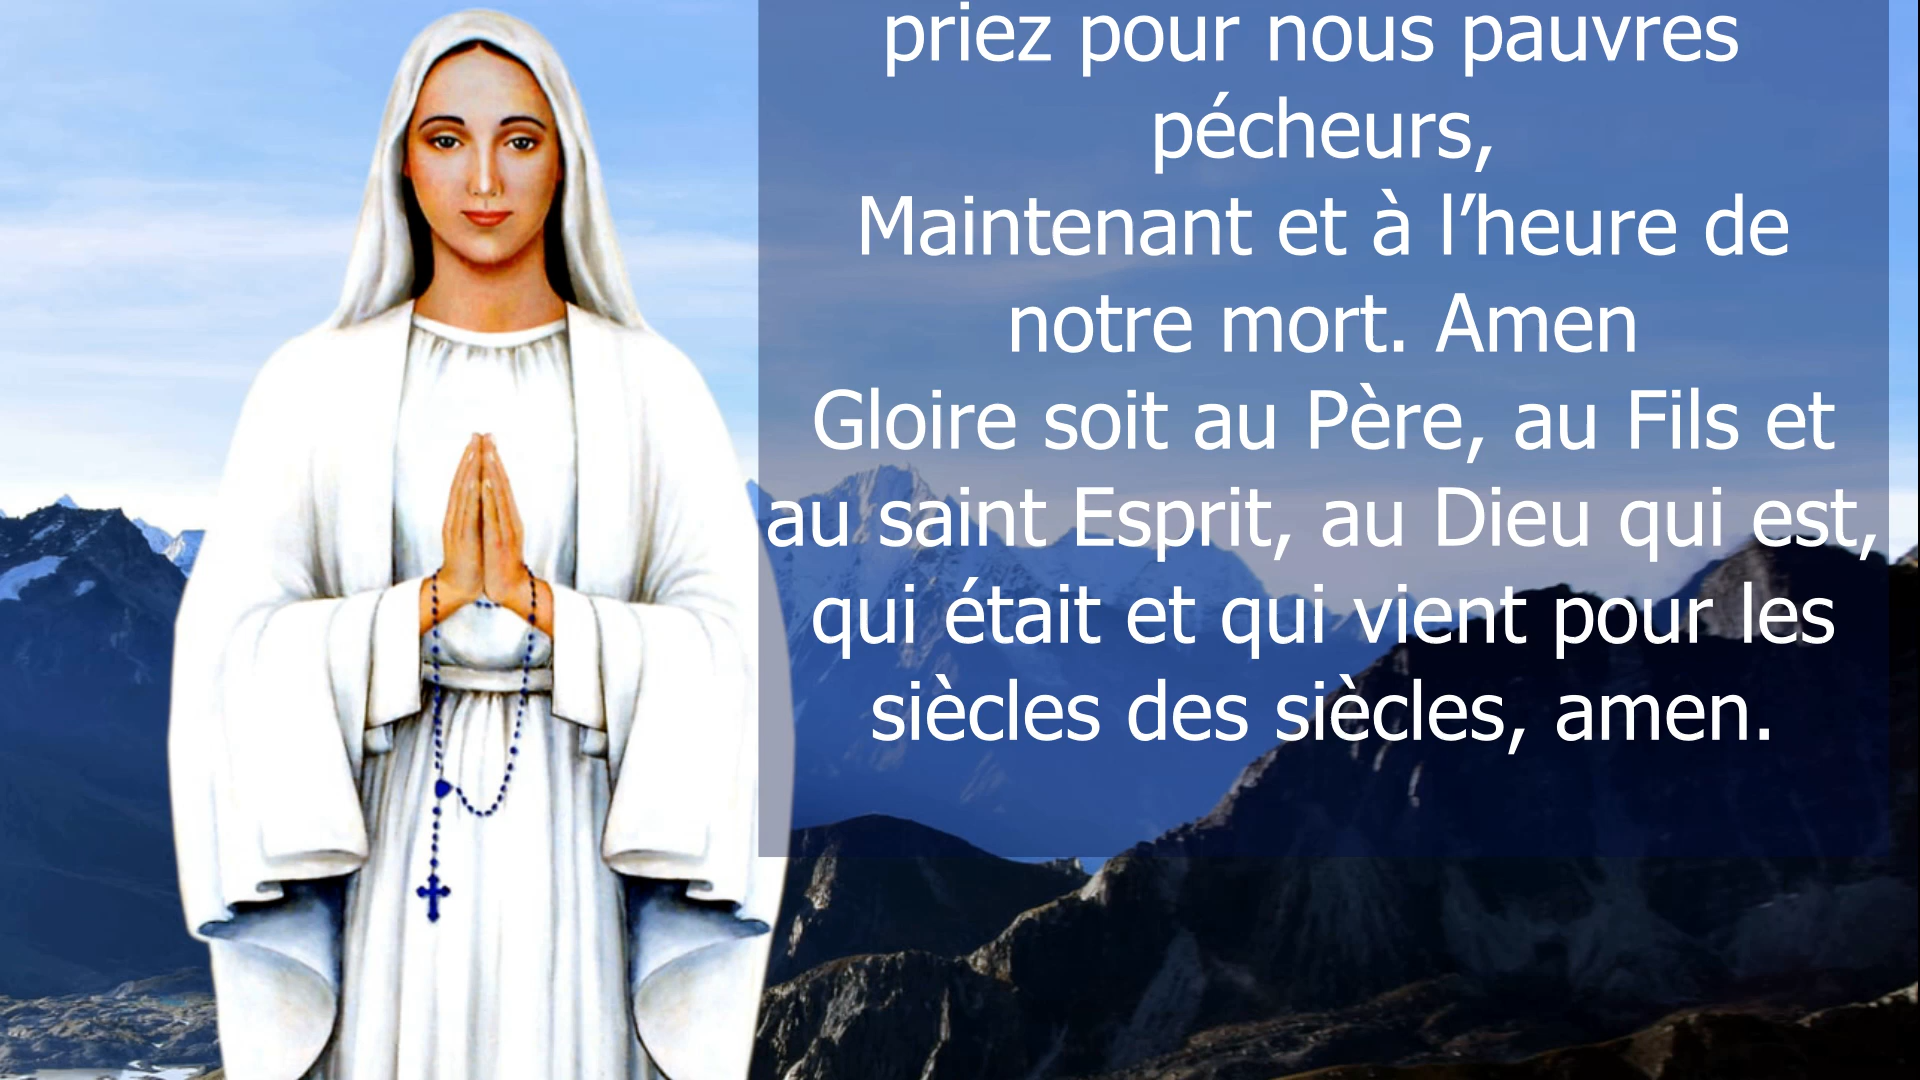 priez pour nous pauvres
pécheurs,
Maintenant et à l’heure de
notre mort. Amen
Gloire soit au Père, au Fils et
au saint Esprit, au Dieu qui est,
qui était et qui vient pour les
siècles des siècles, amen.